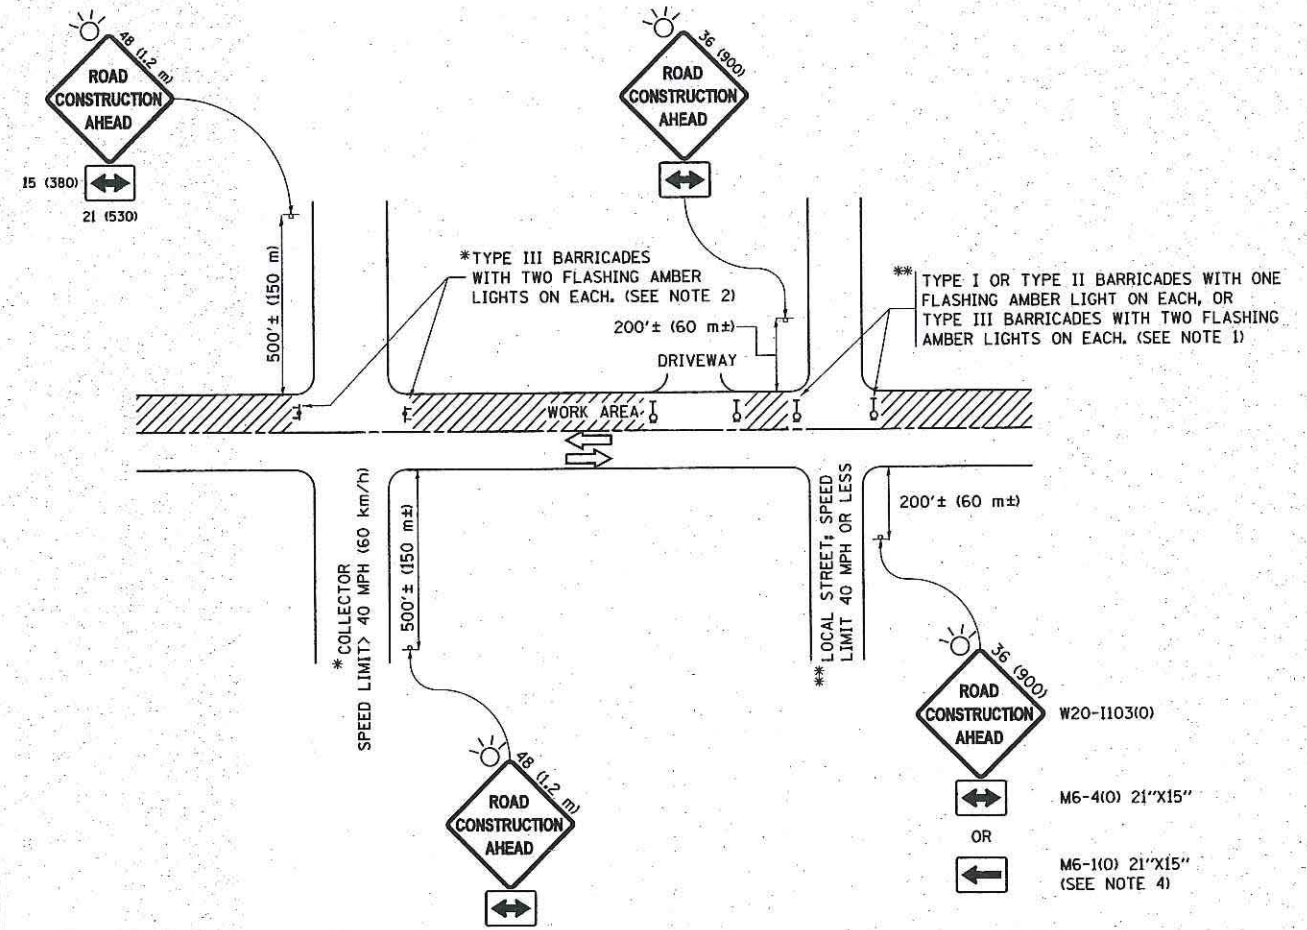 48 (1.2 m)
ROAD
CONSTRUCTION
AHEAD
15 (380)
21 (530)
36 (900)
ROAD
CONSTRUCTION
AHEAD
500'± (150 m)
*TYPE III BARRICADES
WITH TWO FLASHING AMBER
LIGHTS ON EACH. (SEE NOTE 2)
200'± (60 m±)
DRIVEWAY
** TYPE I OR TYPE II BARRICADES WITH ONE
FLASHING AMBER LIGHT ON EACH, OR
TYPE III BARRICADES WITH TWO FLASHING
AMBER LIGHTS ON EACH. (SEE NOTE 1)
WORK AREA
*COLLECTOR
SPEED LIMIT> 40 MPH (60 km/h)
500'± (150 m±)
**LOCAL STREET; SPEED
LIMIT 40 MPH OR LESS
200'± (60 m±)
48 (1.2 m)
ROAD
CONSTRUCTION
AHEAD
36 (900)
ROAD
CONSTRUCTION
AHEAD
W20-I103(O)
M6-4(O) 21"X15"
OR
M6-1(O) 21"X15"
(SEE NOTE 4)